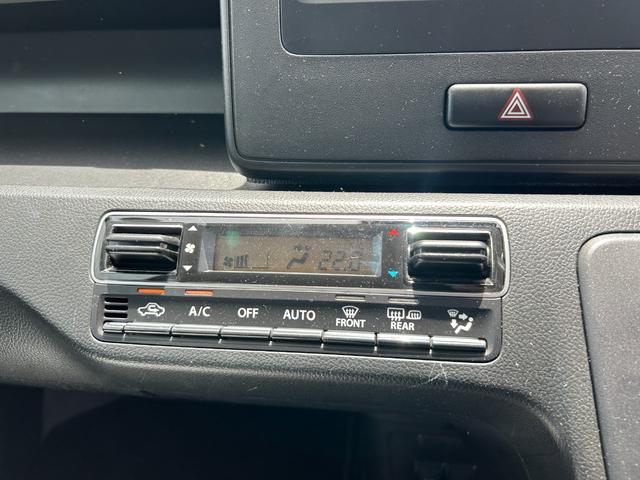 22.0
A/C OFF AUTO FRONT REAR